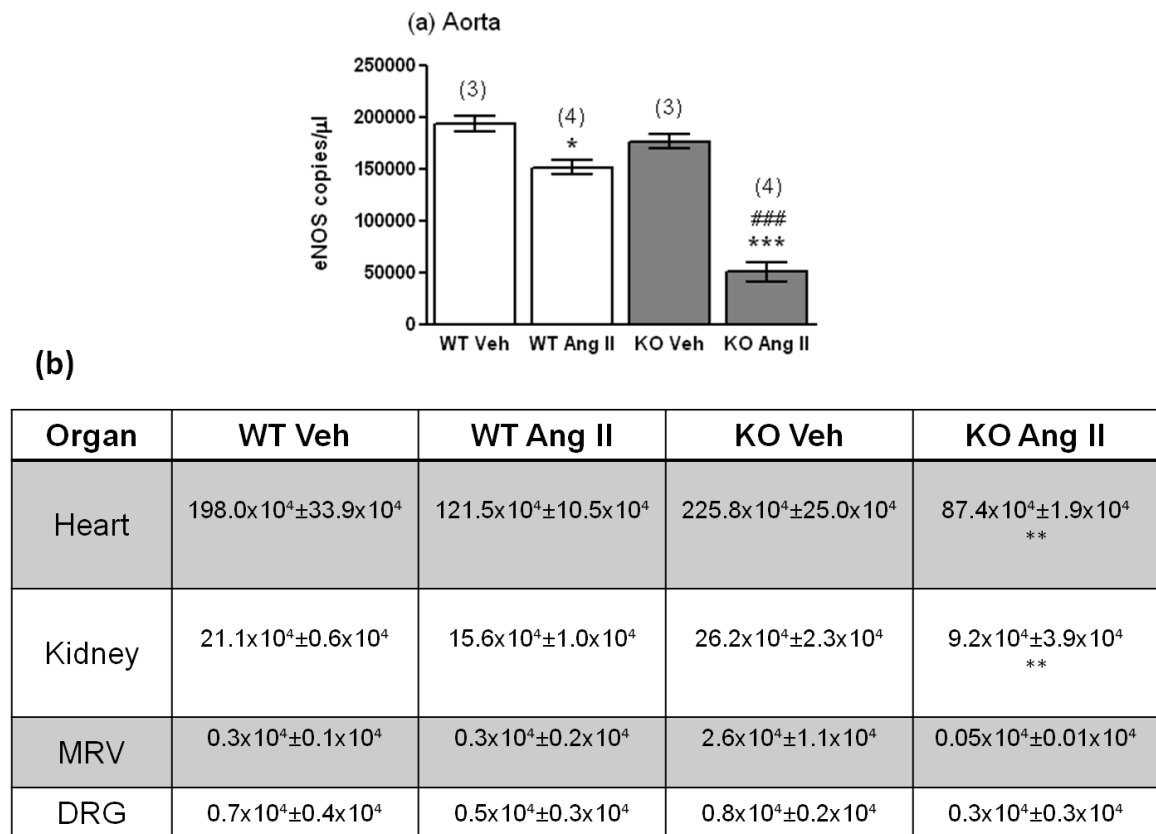 (a) Aorta
eNOS copies/µl
250000
200000
150000
100000
50000
0
(3)
(4)
*
(3)
(4)
###
***
WT Veh WT Ang II KO Veh KO Ang II
(b)
Organ WT Veh WT Ang II KO Veh KO Ang II
Heart 198.0x10⁴±33.9x10⁴ 121.5x10⁴±10.5x10⁴ 225.8x10⁴±25.0x10⁴ 87.4x10⁴±1.9x10⁴
**
Kidney 21.1x10⁴±0.6x10⁴ 15.6x10⁴±1.0x10⁴ 26.2x10⁴±2.3x10⁴ 9.2x10⁴±3.9x10⁴
**
MRV 0.3x10⁴±0.1x10⁴ 0.3x10⁴±0.2x10⁴ 2.6x10⁴±1.1x10⁴ 0.05x10⁴±0.01x10⁴
DRG 0.7x10⁴±0.4x10⁴ 0.5x10⁴±0.3x10⁴ 0.8x10⁴±0.2x10⁴ 0.3x10⁴±0.3x10⁴